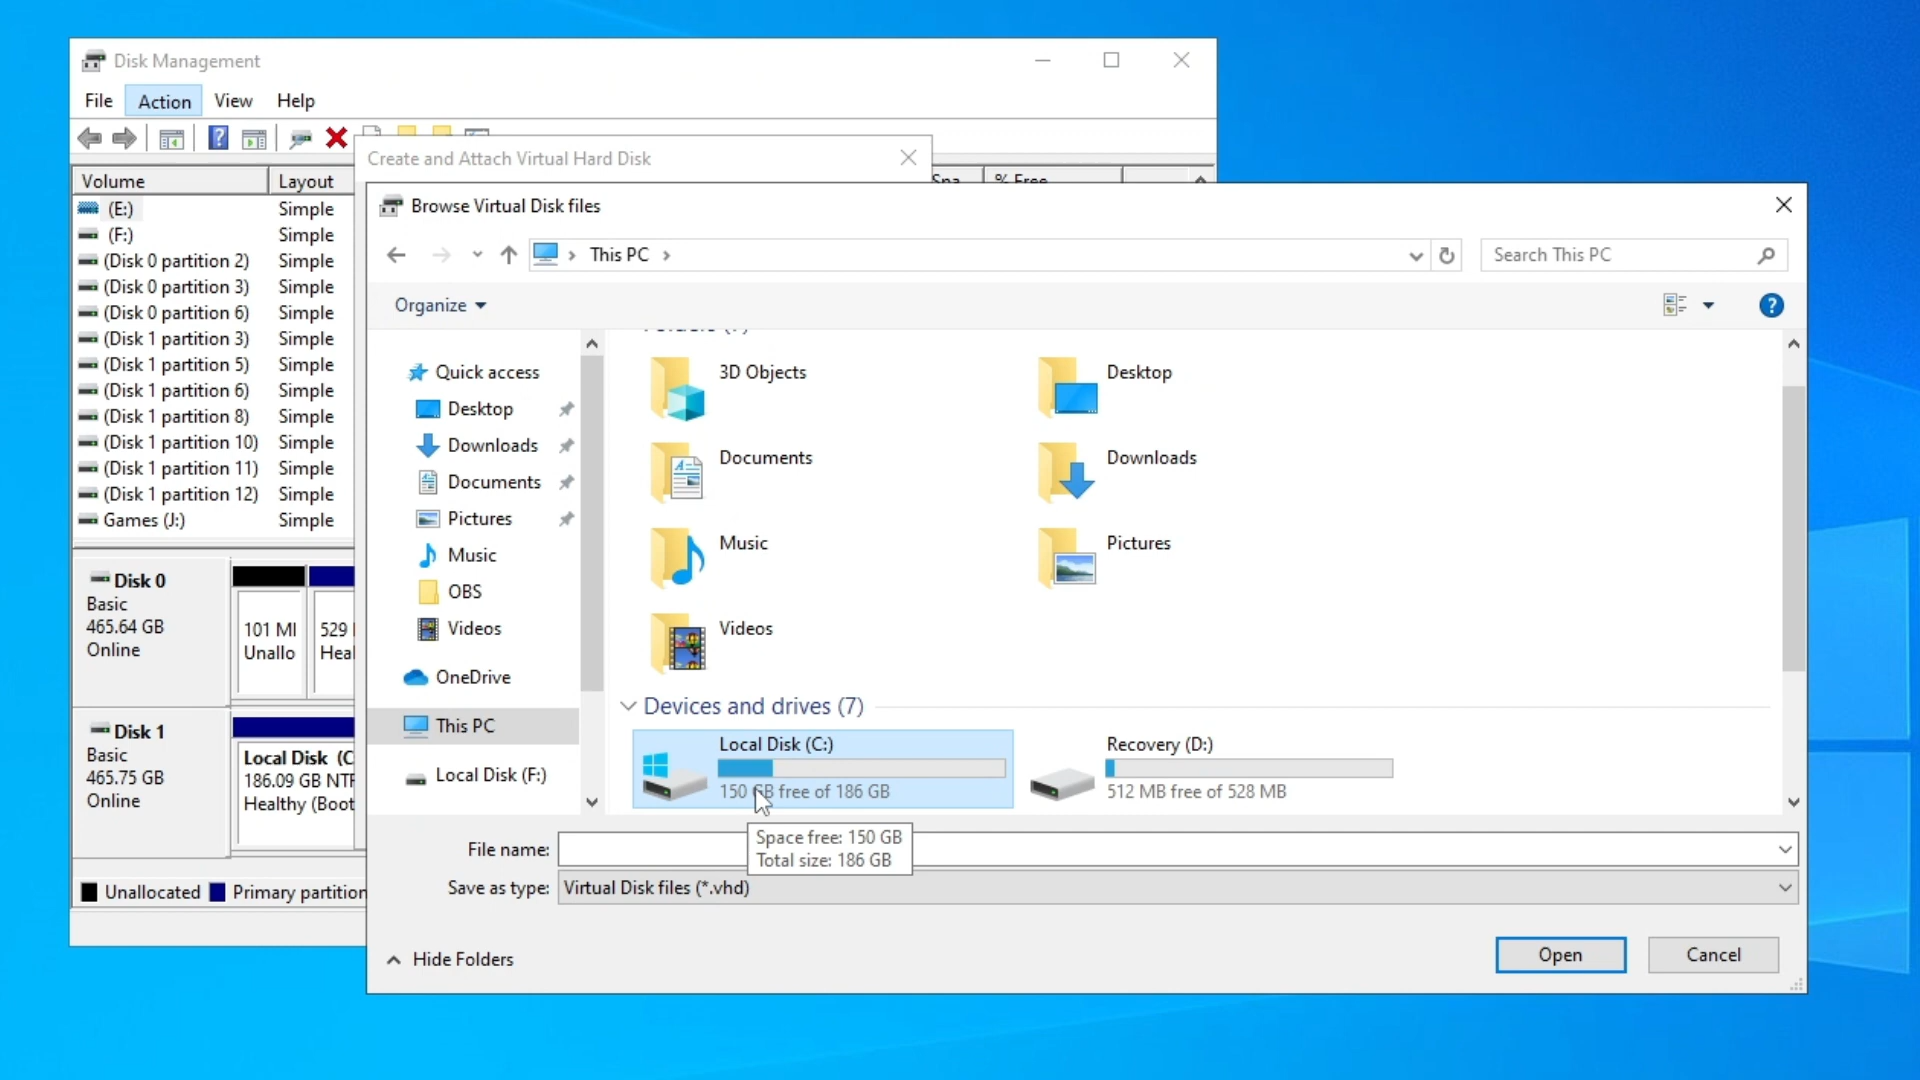 Disk Management
File Action View Help
Create and Attach Virtual Hard Disk
Volume Layout % Free
(E:) Simple
(F:) Simple
(Disk 0 partition 2) Simple
(Disk 0 partition 3) Simple
(Disk 0 partition 6) Simple
(Disk 1 partition 3) Simple
(Disk 1 partition 5) Simple
(Disk 1 partition 6) Simple
(Disk 1 partition 8) Simple
(Disk 1 partition 10) Simple
(Disk 1 partition 11) Simple
(Disk 1 partition 12) Simple
Games (J:) Simple
Disk 0
Basic
465.64 GB
Online
101 MI
Unallo
529
Heal
Disk 1
Basic
465.75 GB
Online
Local Disk (C
186.09 GB NTF
Healthy (Boot
Unallocated Primary partition
Browse Virtual Disk files
This PC
Search This PC
Organize
Quick access
Desktop
Downloads
Documents
Pictures
Music
OBS
Videos
OneDrive
This PC
Local Disk (F:)
3D Objects
Desktop
Documents
Downloads
Music
Pictures
Videos
Devices and drives (7)
Local Disk (C:)
150 GB free of 186 GB
Recovery (D:)
512 MB free of 528 MB
Space free: 150 GB
Total size: 186 GB
File name:
Save as type: Virtual Disk files (*.vhd)
Hide Folders
Open
Cancel